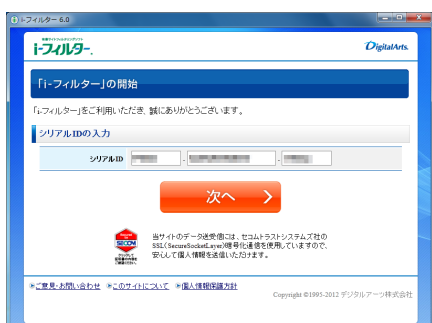 i-フィルター 6.0
i-フィルター.
DigitalArts.
「i-フィルター」の開始
「i-フィルター」をご利用いただき、誠にありがとうございます。
シリアルIDの入力
シリアルID - -
次へ
SECOM
当サイトのデータ送受信には、セコムトラストシステムズ社の
SSL(SecureSocketLayer)暗号化通信を使用していますので、
安心して個人情報を送信いただけます。
ご意見・お問い合わせ このサイトについて 個人情報保護方針
Copyright ©1995-2012 デジタルアーツ株式会社